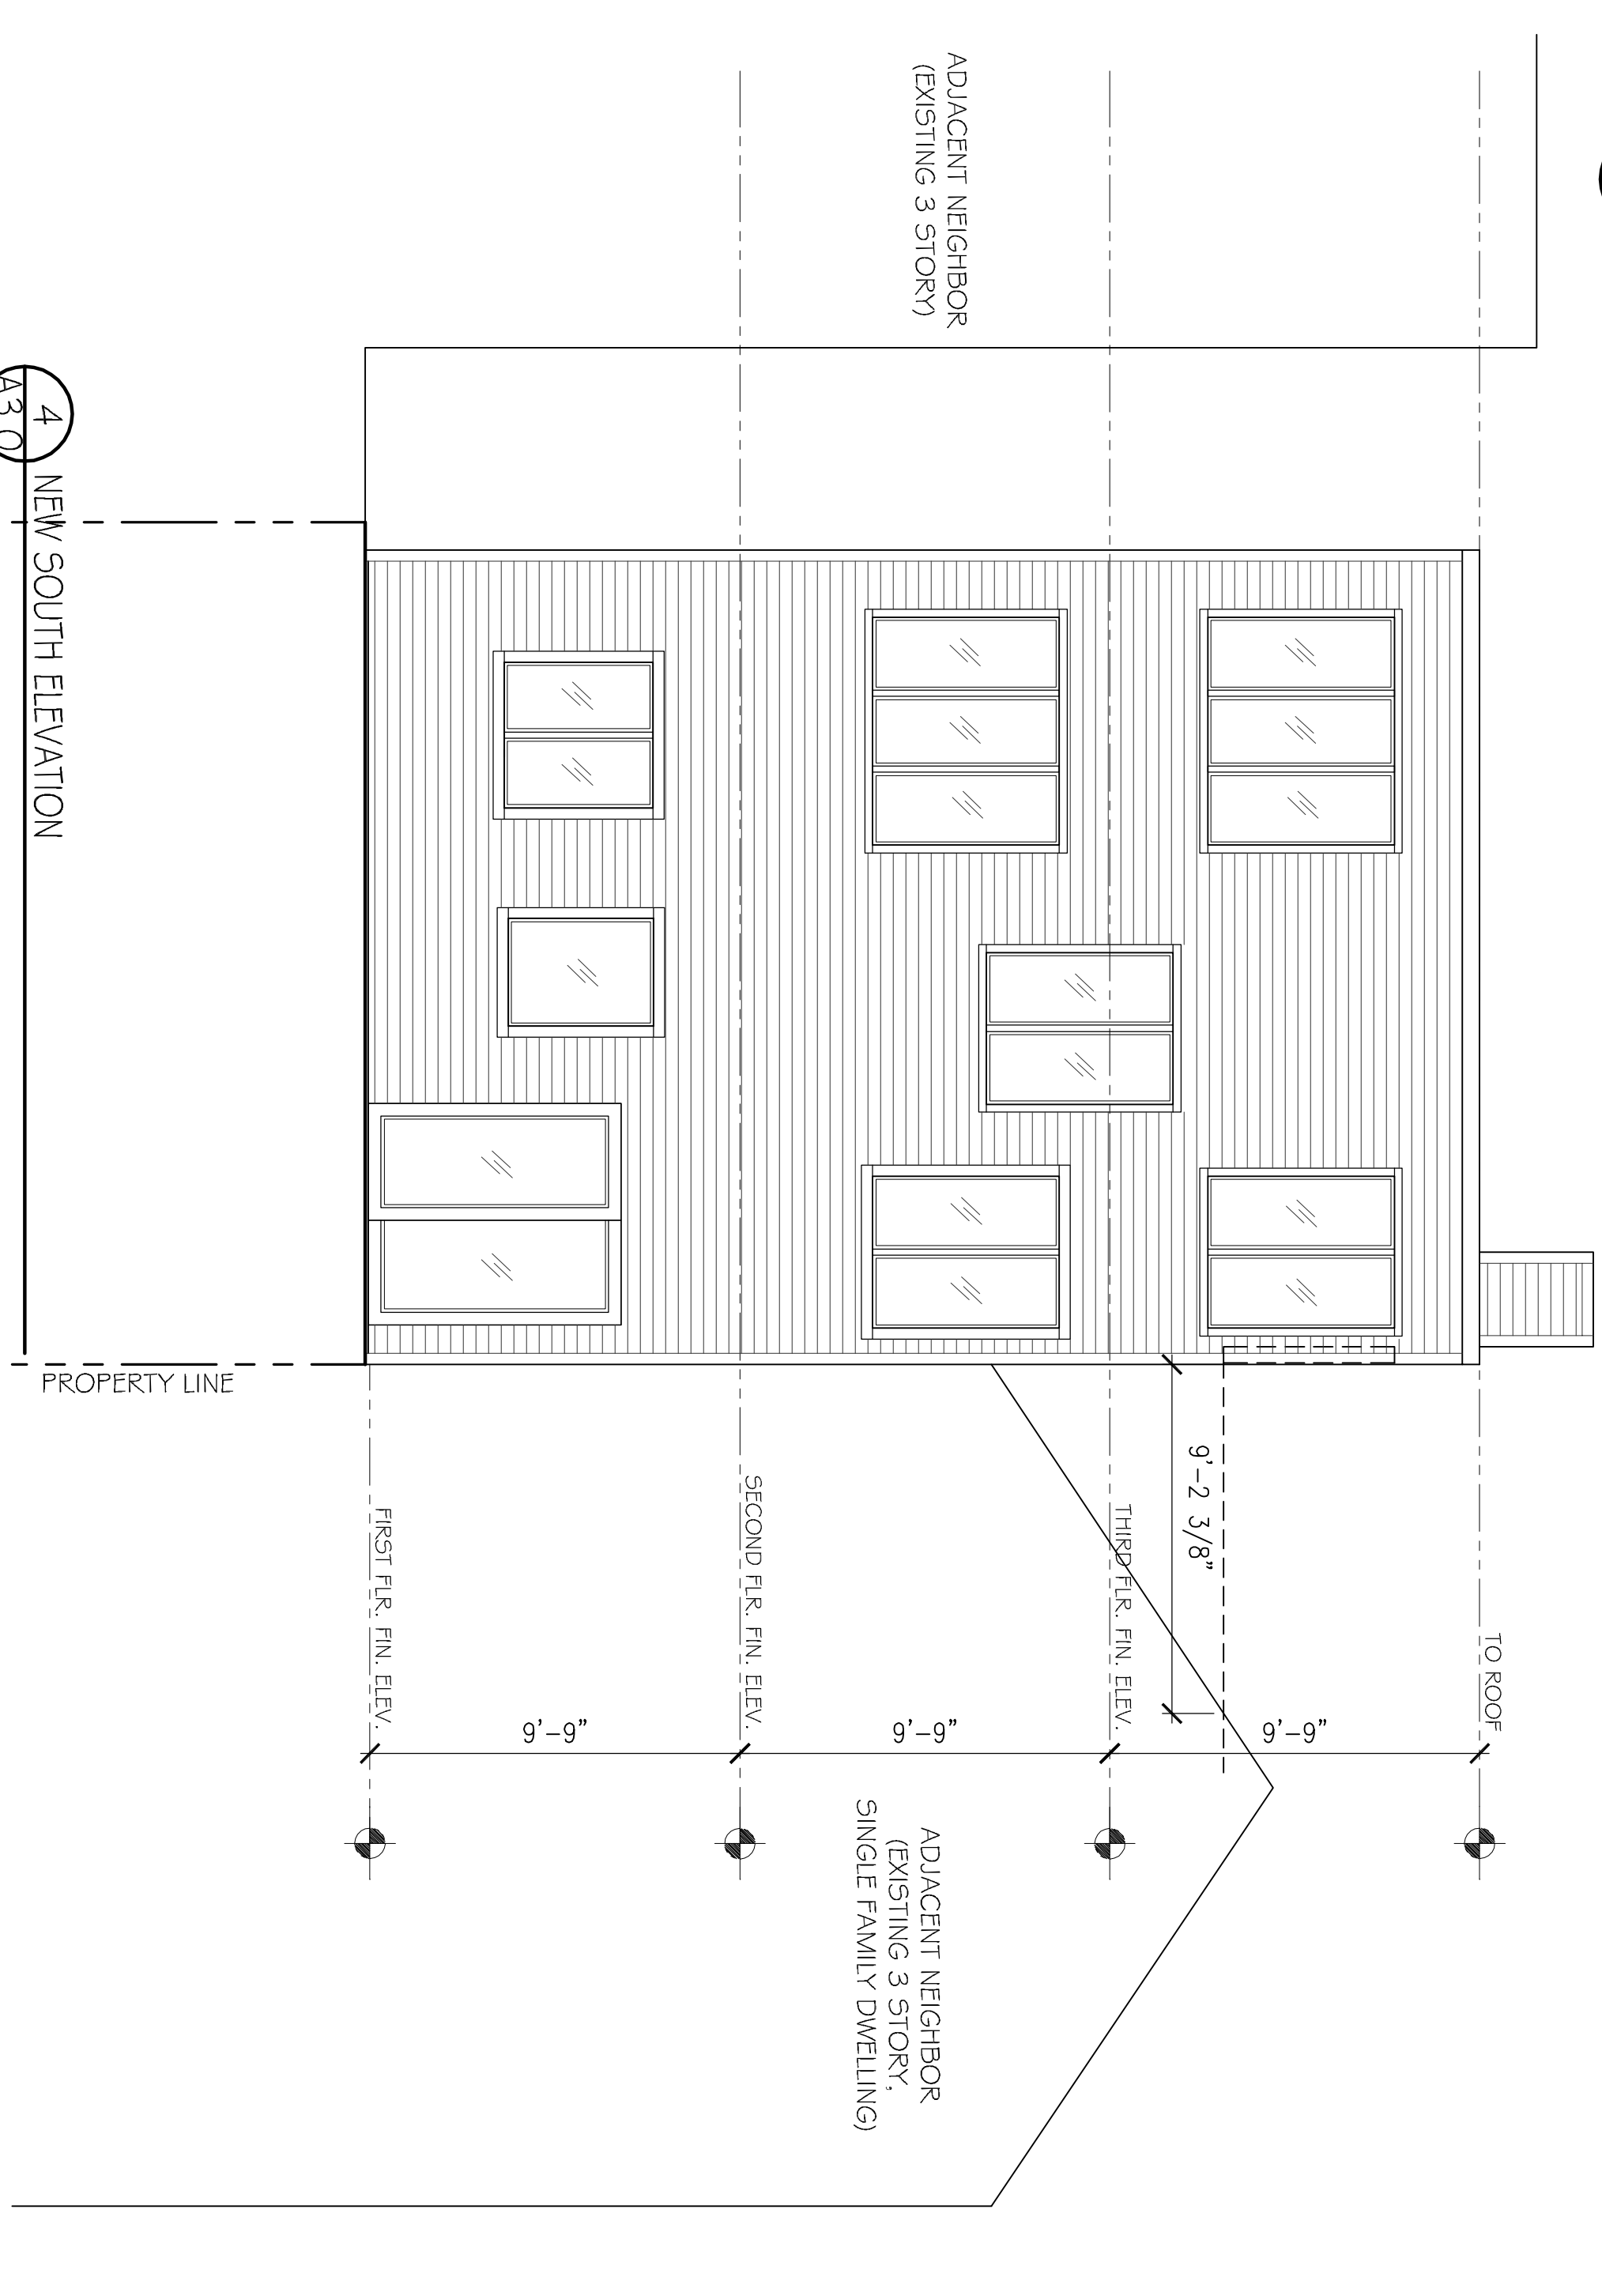 TO ROOF
9'-9"
9'-2 3/8"
THIRD FLR. FIN. ELEV.
ADJACENT NEIGHBOR
(EXISTING 3 STORY)
9'-9"
ADJACENT NEIGHBOR
(EXISTING 3 STORY,
SINGLE FAMILY DWELLING)
SECOND FLR. FIN. ELEV.
9'-9"
FIRST FLR. FIN. ELEV.
PROPERTY LINE
4
NEW SOUTH ELEVATION
A3.0